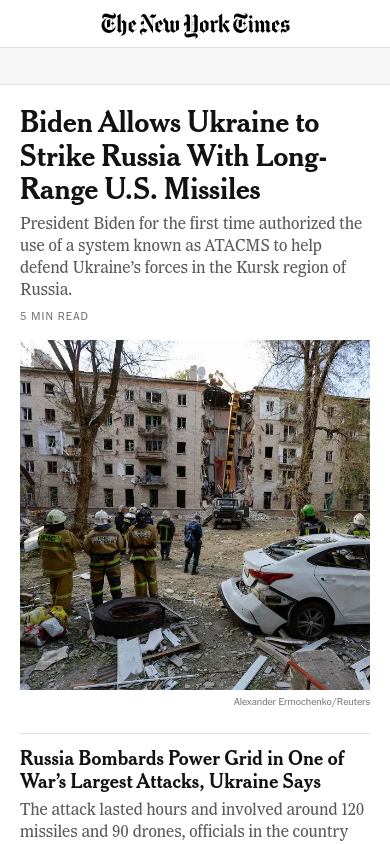 The New York Times
Biden Allows Ukraine to
Strike Russia With Long-
Range U.S. Missiles
President Biden for the first time authorized the
use of a system known as ATACMS to help
defend Ukraine’s forces in the Kursk region of
Russia.
5 MIN READ
МЧС
Alexander Ermochenko/Reuters
Russia Bombards Power Grid in One of
War’s Largest Attacks, Ukraine Says
The attack lasted hours and involved around 120
missiles and 90 drones, officials in the country